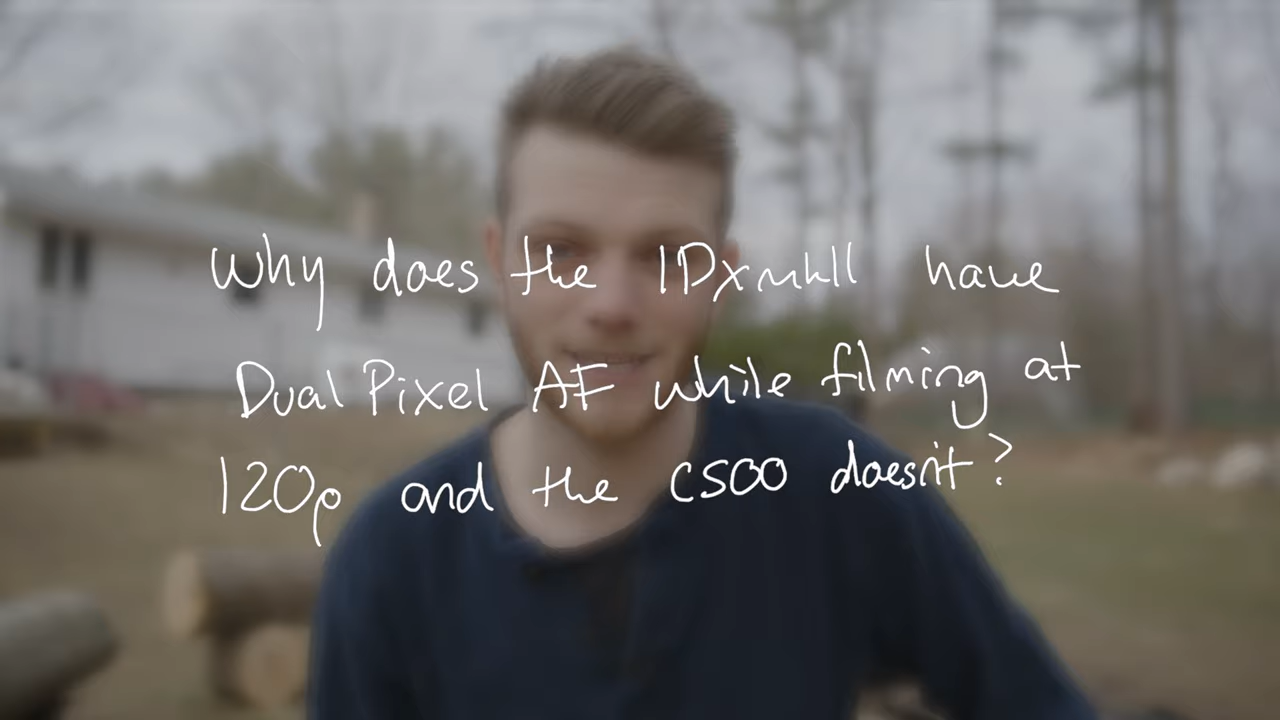 Why does the 1DxmkII have
Dual Pixel AF while filming at
120p and the C500 doesn't?